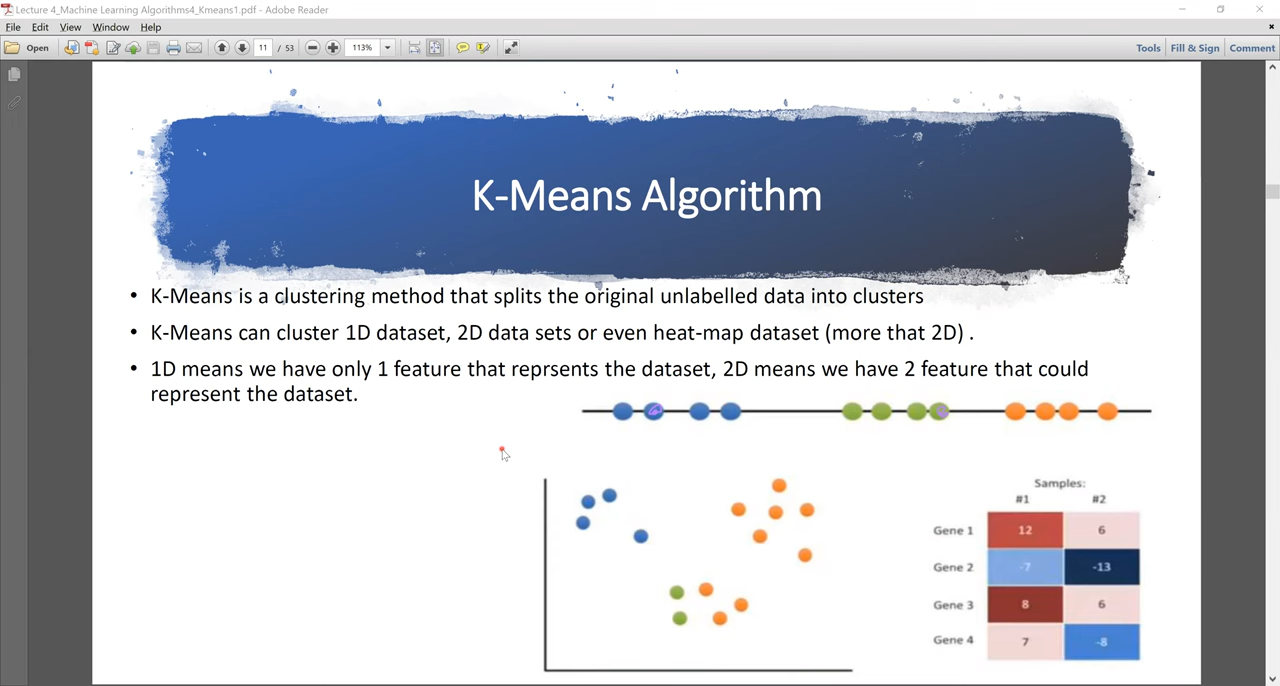 Lecture 4_Machine Learning Algorithms4_Kmeans1.pdf - Adobe Reader
File Edit View Window Help
Open 11 / 53 113% Tools Fill & Sign Comment
K-Means Algorithm
• K-Means is a clustering method that splits the original unlabelled data into clusters
• K-Means can cluster 1D dataset, 2D data sets or even heat-map dataset (more that 2D) .
• 1D means we have only 1 feature that reprsents the dataset, 2D means we have 2 feature that could
represent the dataset.
Samples:
#1 #2
Gene 1 12 6
Gene 2 -7 -13
Gene 3 8 6
Gene 4 7 -8